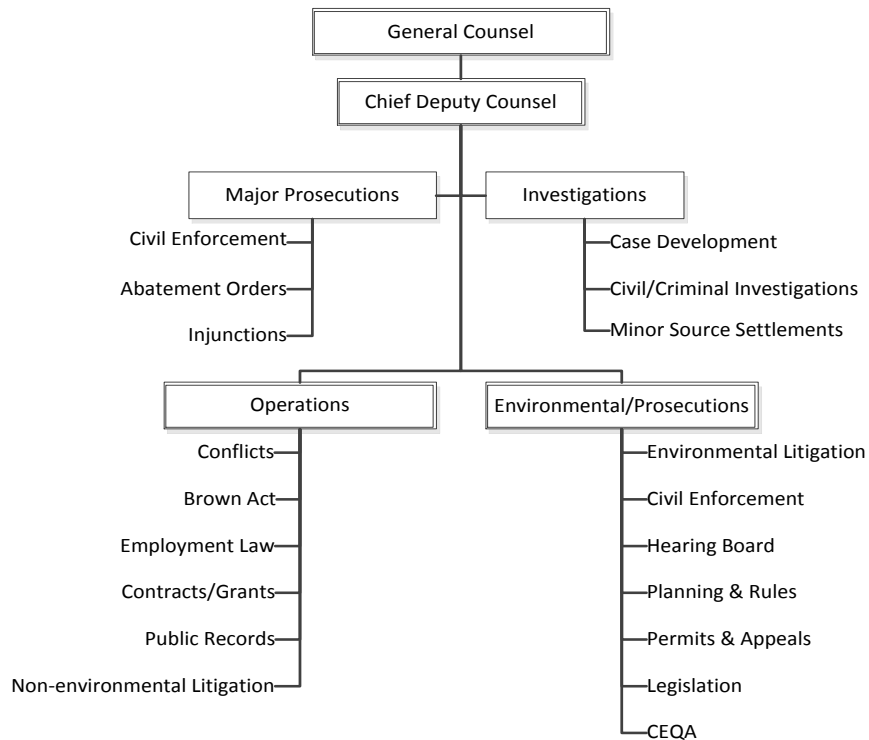 General Counsel
Chief Deputy Counsel
Major Prosecutions
Civil Enforcement
Abatement Orders
Injunctions
Investigations
Case Development
Civil/Criminal Investigations
Minor Source Settlements
Operations
Conflicts
Brown Act
Employment Law
Contracts/Grants
Public Records
Non-environmental Litigation
Environmental/Prosecutions
Environmental Litigation
Civil Enforcement
Hearing Board
Planning & Rules
Permits & Appeals
Legislation
CEQA